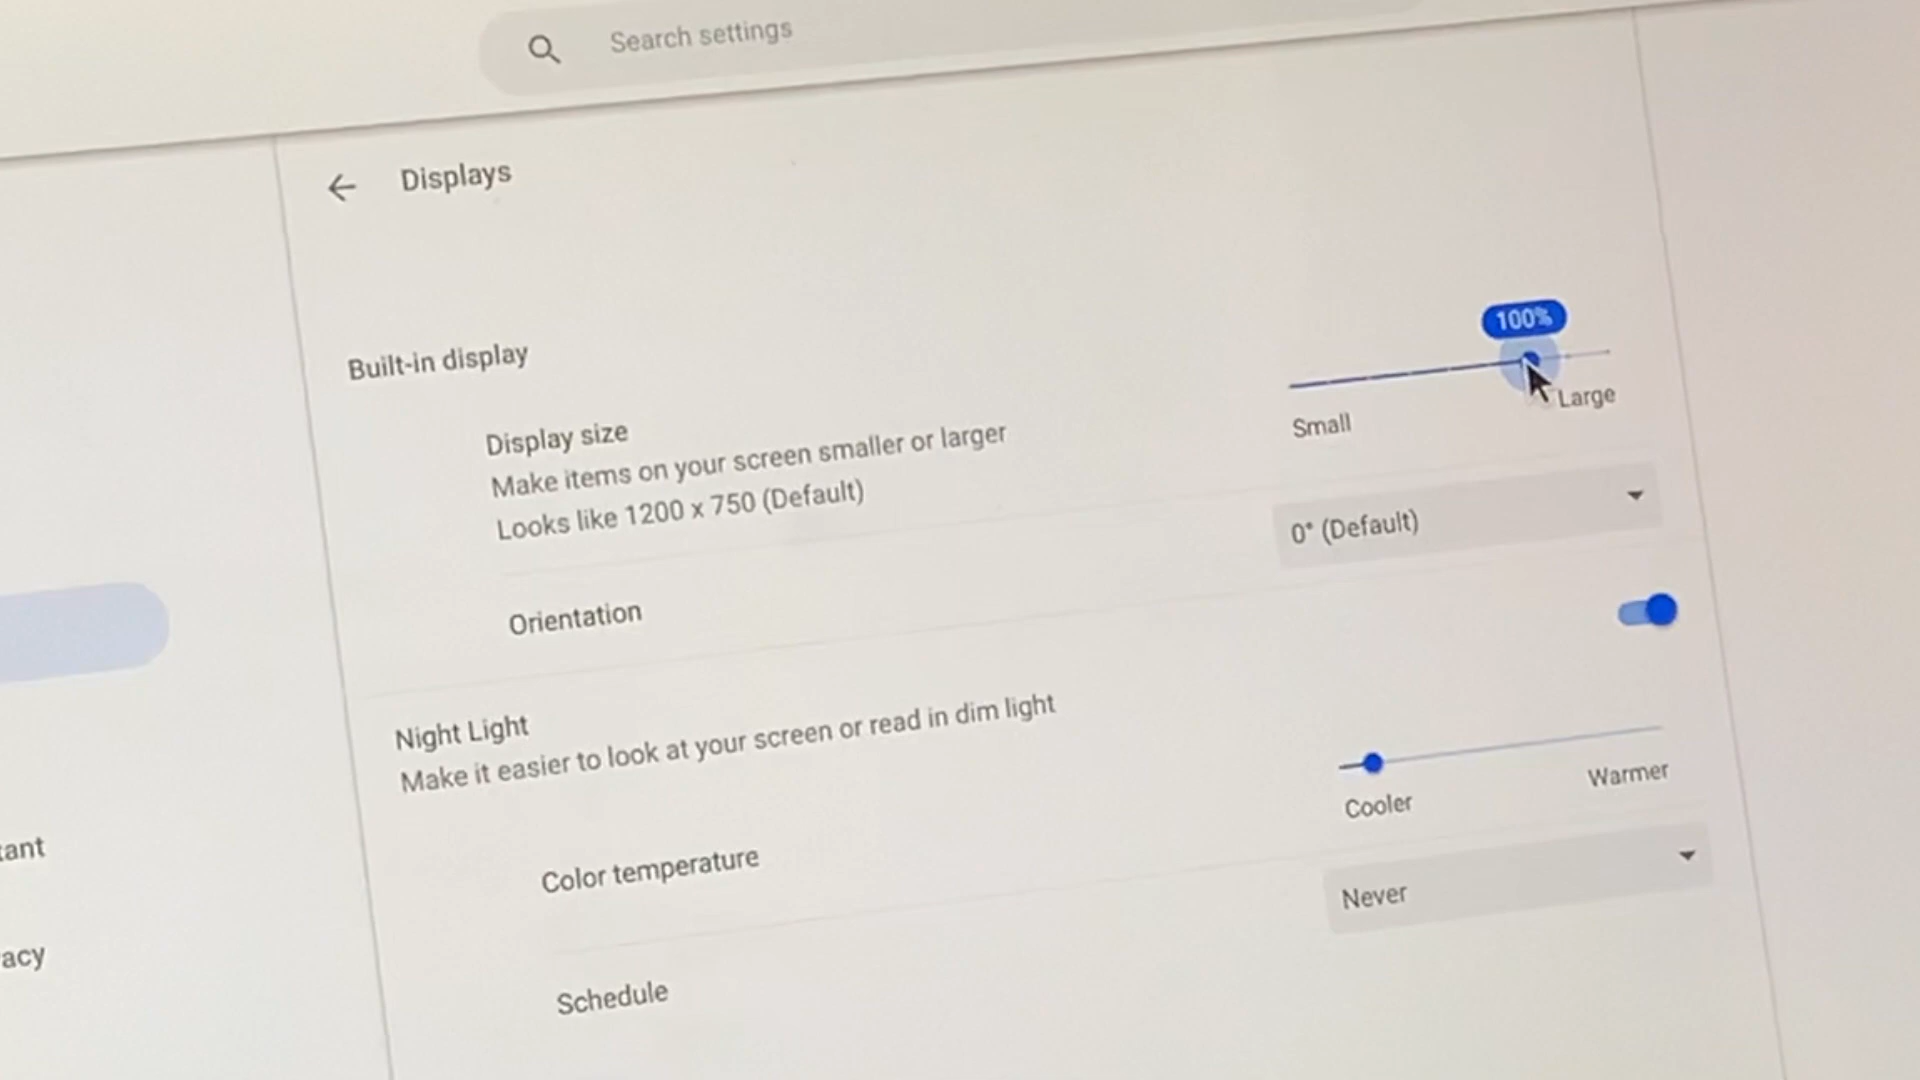 Search settings
Displays
Built-in display
100%
Display size
Make items on your screen smaller or larger
Looks like 1200 x 750 (Default)
Small
Large
Orientation
0° (Default)
Night Light
Make it easier to look at your screen or read in dim light
Color temperature
Cooler
Warmer
Schedule
Never
tant
acy